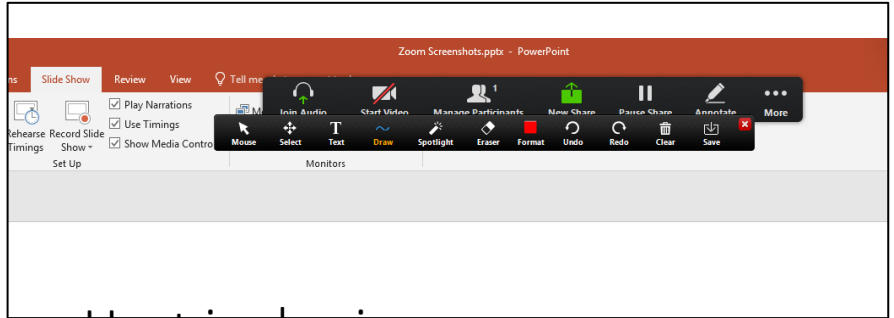 Zoom Screenshots.pptx - PowerPoint
ns Slide Show Review View Tell me
Play Narrations
Use Timings
Show Media Contro
Rehearse Timings
Record Slide Show
Set Up
Monitors
Join Audio Start Video Manage Participants 1 New Share Pause Share Annotate More
Mouse Select Text Draw Spotlight Eraser Format Undo Redo Clear Save